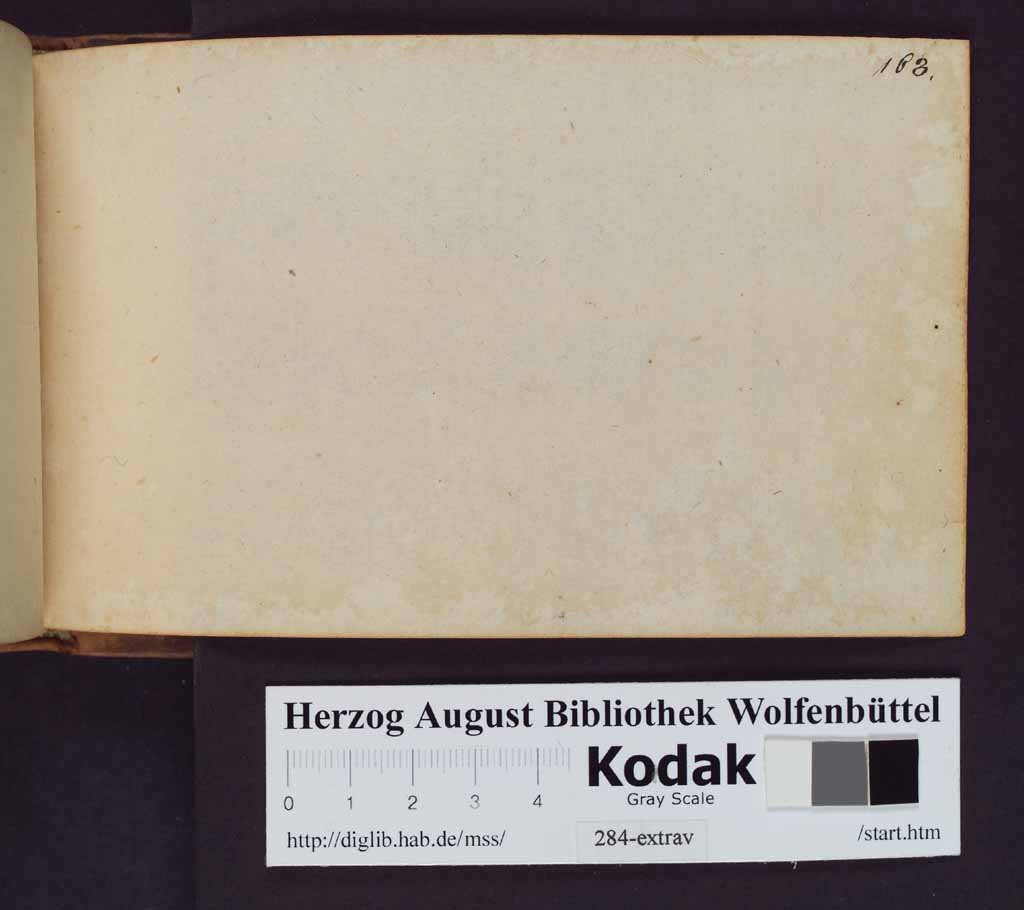 163.
Herzog August Bibliothek Wolfenbüttel
Kodak
Gray Scale
0 1 2 3 4
http://diglib.hab.de/mss/ 284-extrav /start.htm